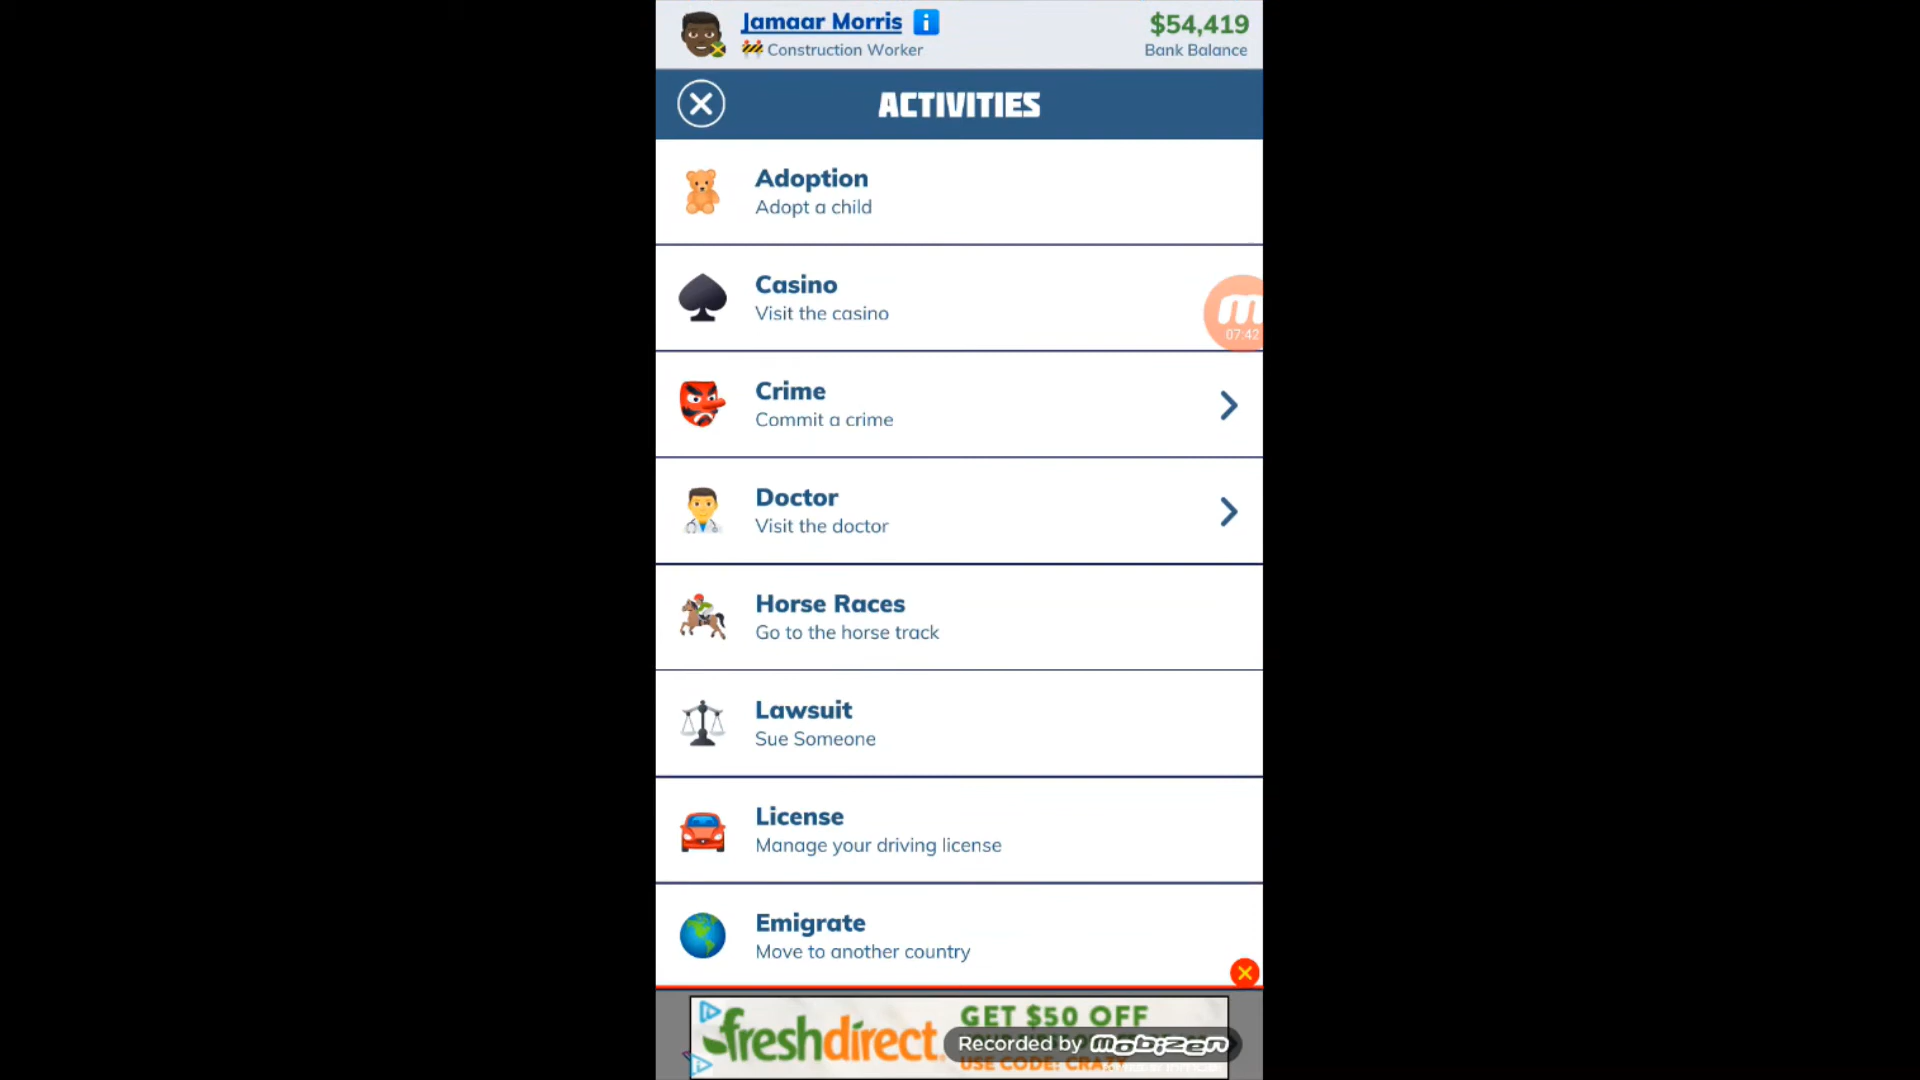 Jamaar Morris
$54,419
Construction Worker
Bank Balance
ACTIVITIES
Adoption
Adopt a child
Casino
Visit the casino
07:42
Crime
Commit a crime
Doctor
Visit the doctor
Horse Races
Go to the horse track
Lawsuit
Sue Someone
License
Manage your driving license
Emigrate
Move to another country
freshdirect
GET $50 OFF
Recorded by mobizen
USE CODE: CRAZY